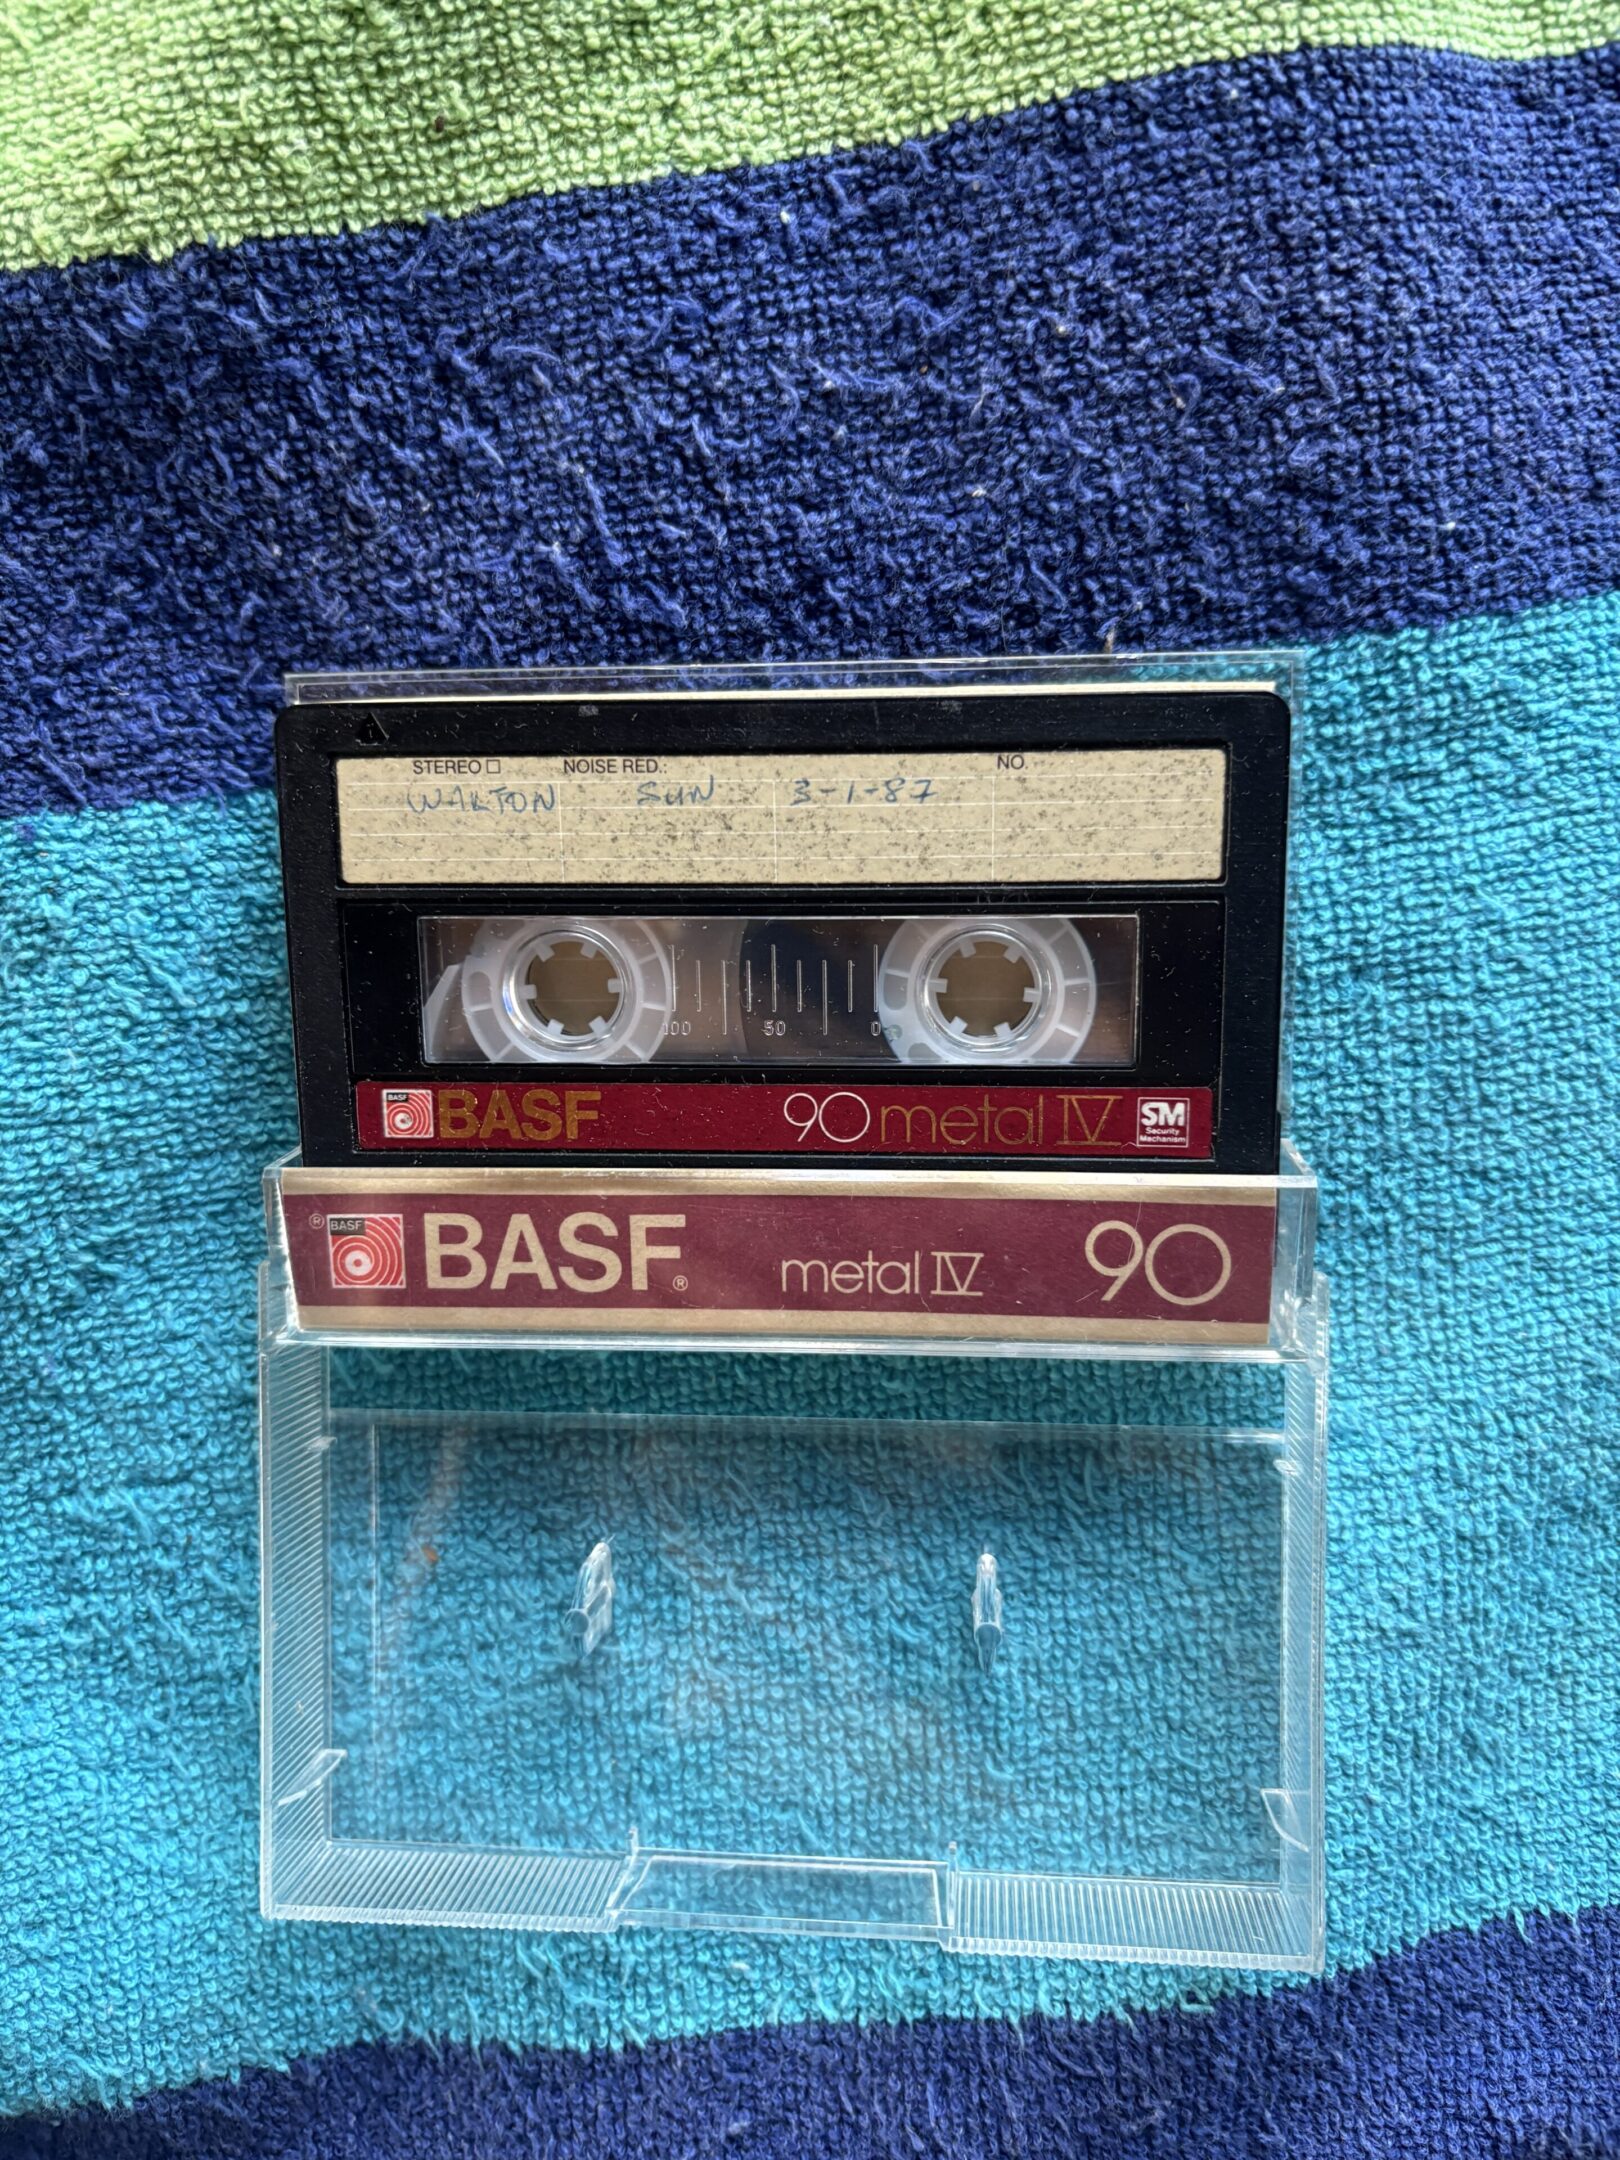 STEREO NOISE RED.: NO.
WALTON SUN 3-1-87
100 50 0
BASF BASF 90 metal IV SM
Security
Mechanism
® BASF BASF® metal IV 90